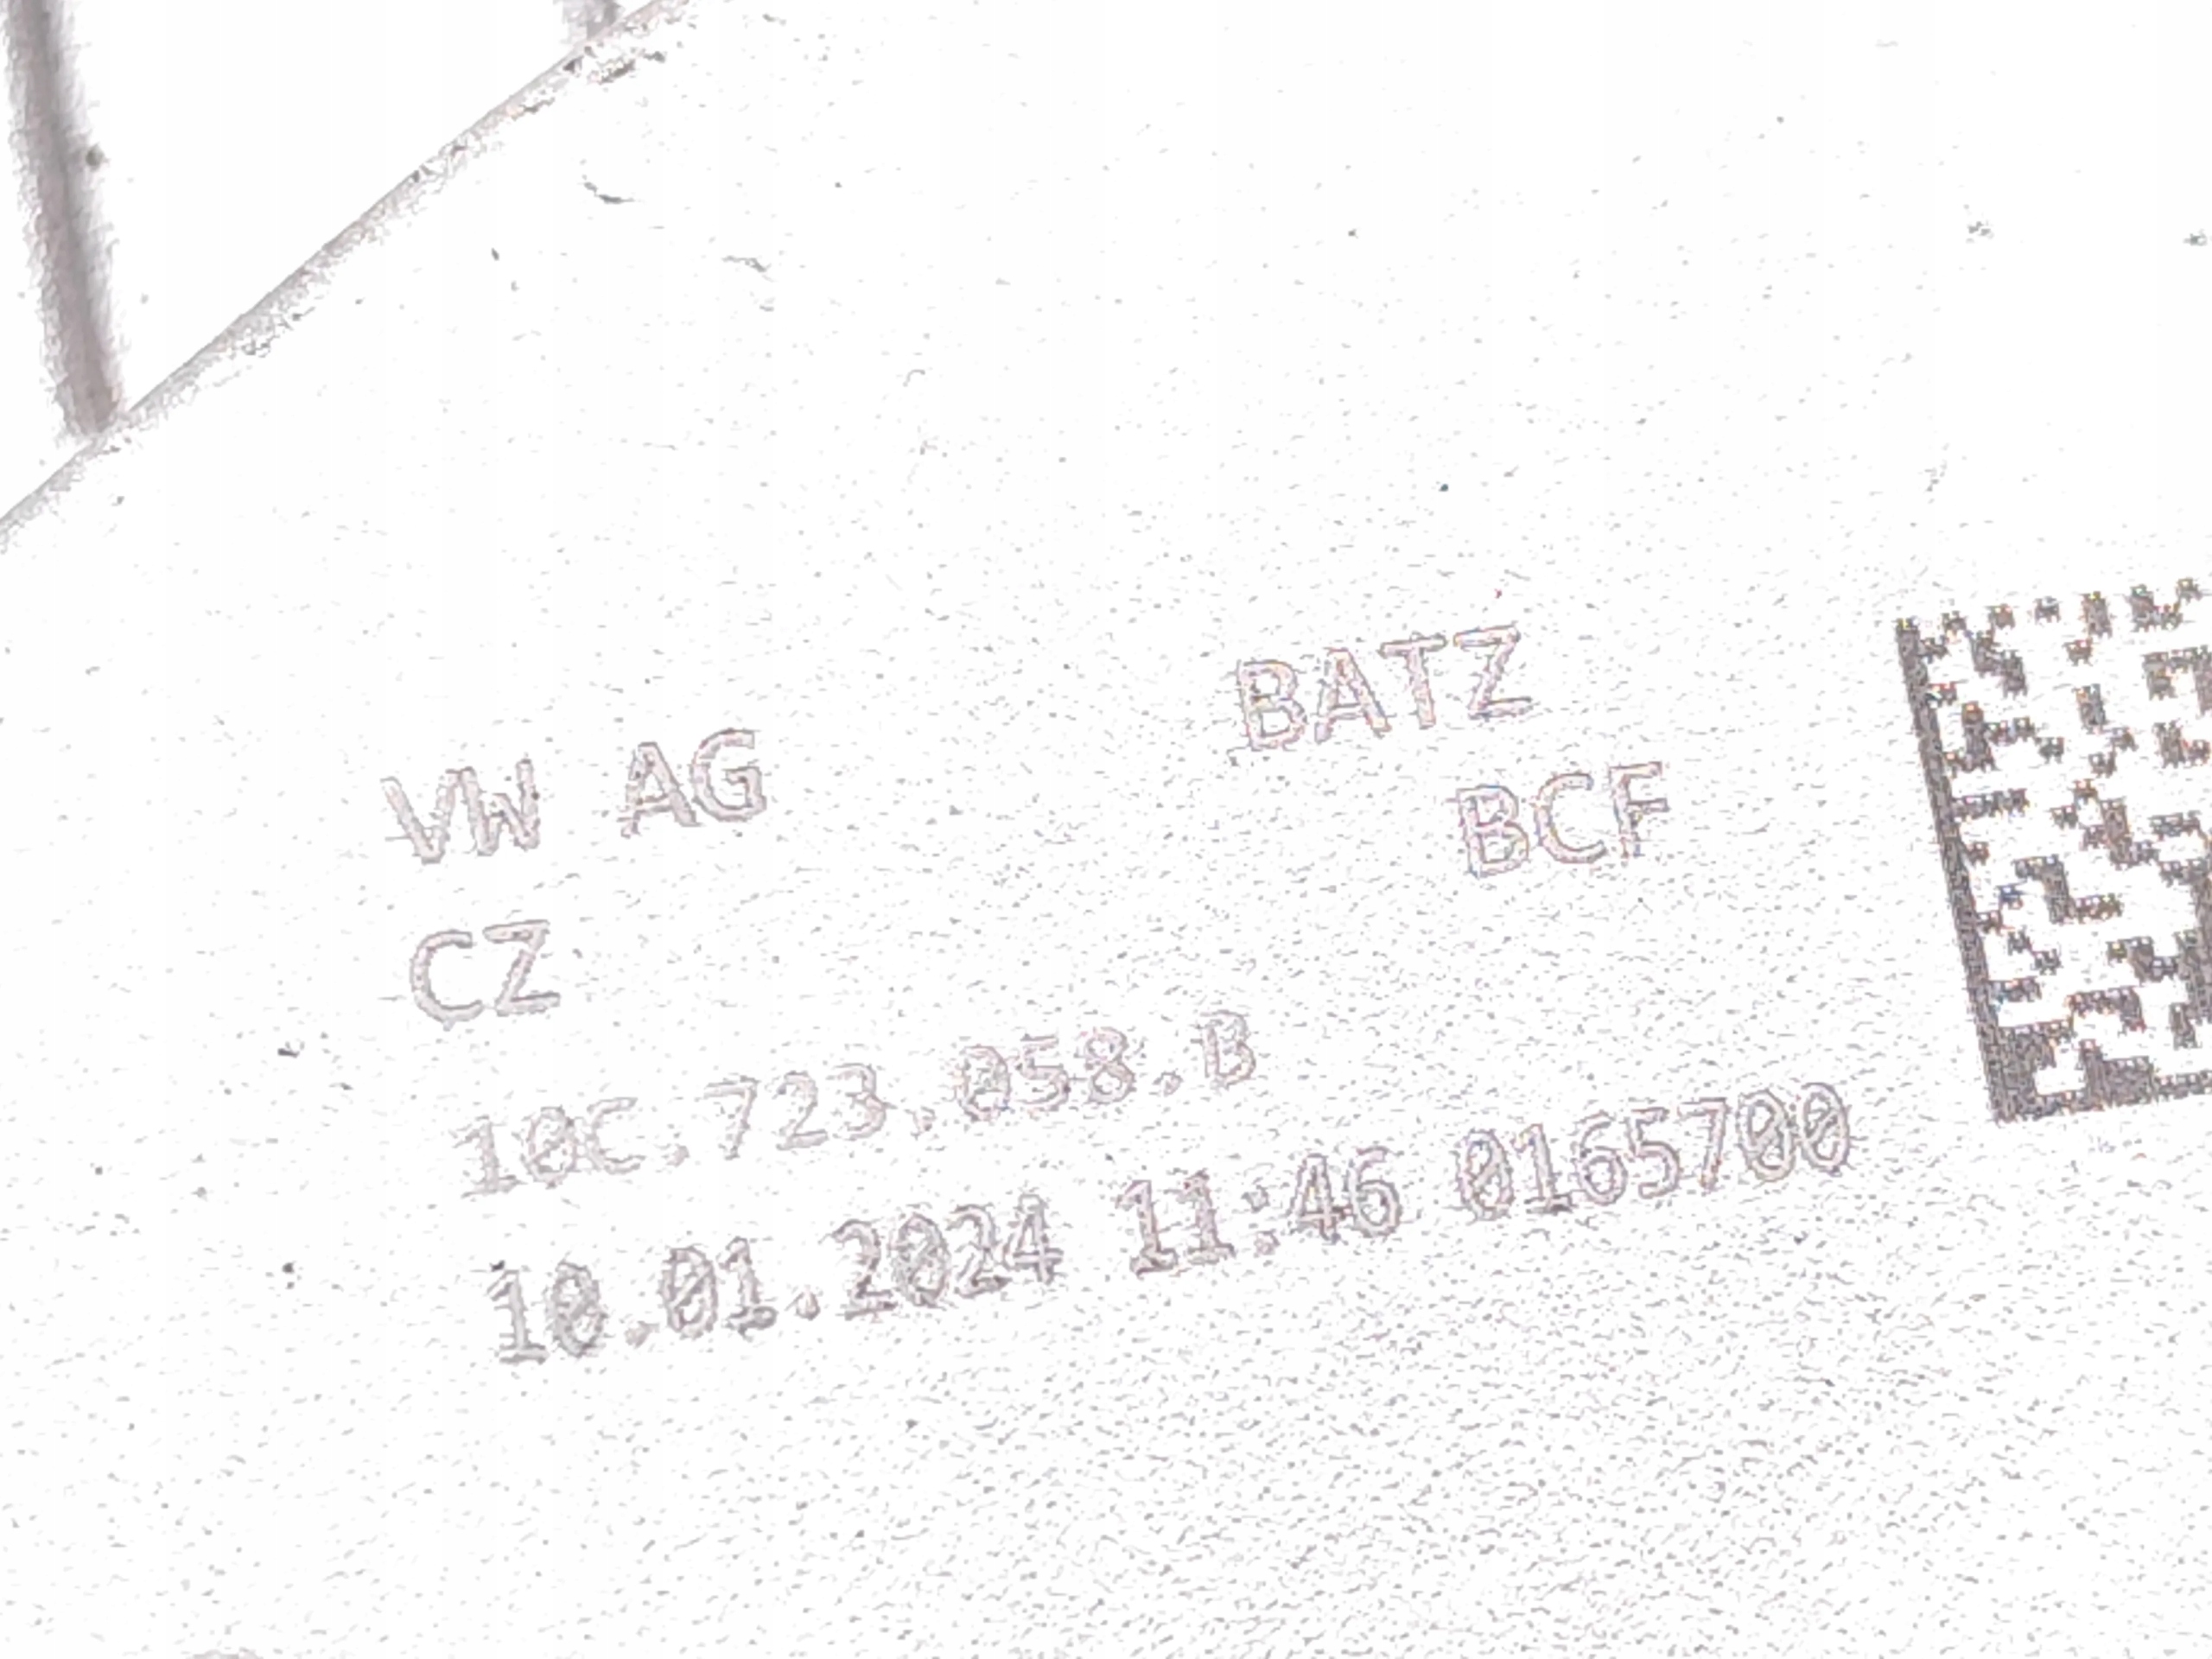 VW AG BATZ
CZ BCF
10C.723.058.B
10.01.2024 11:46 0165700